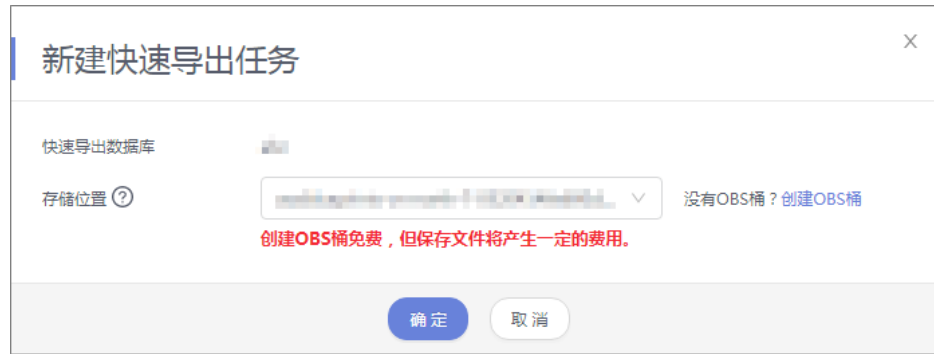 新建快速导出任务
快速导出数据库
存储位置 ?
没有OBS桶？创建OBS桶
创建OBS桶免费，但保存文件将产生一定的费用。
确定 取消